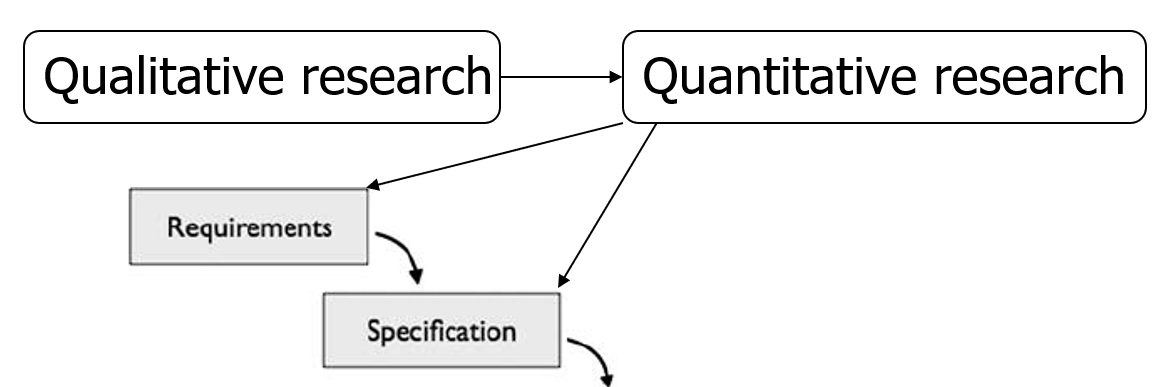 Qualitative research
Quantitative research
Requirements
Specification